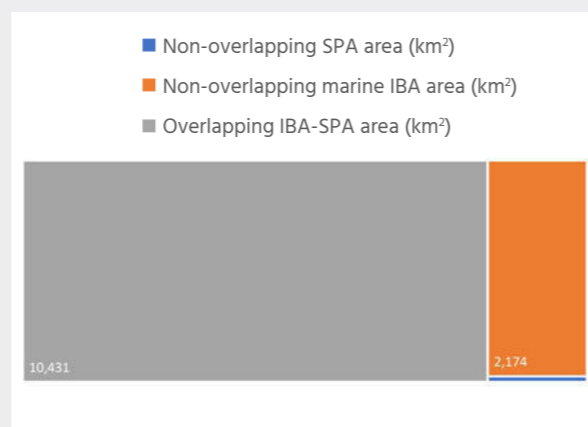 Non-overlapping SPA area (km²)
Non-overlapping marine IBA area (km²)
Overlapping IBA-SPA area (km²)
10,431
2,174